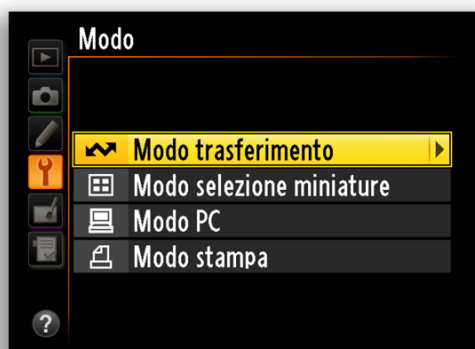 Modo
Modo trasferimento
Modo selezione miniature
Modo PC
Modo stampa
?